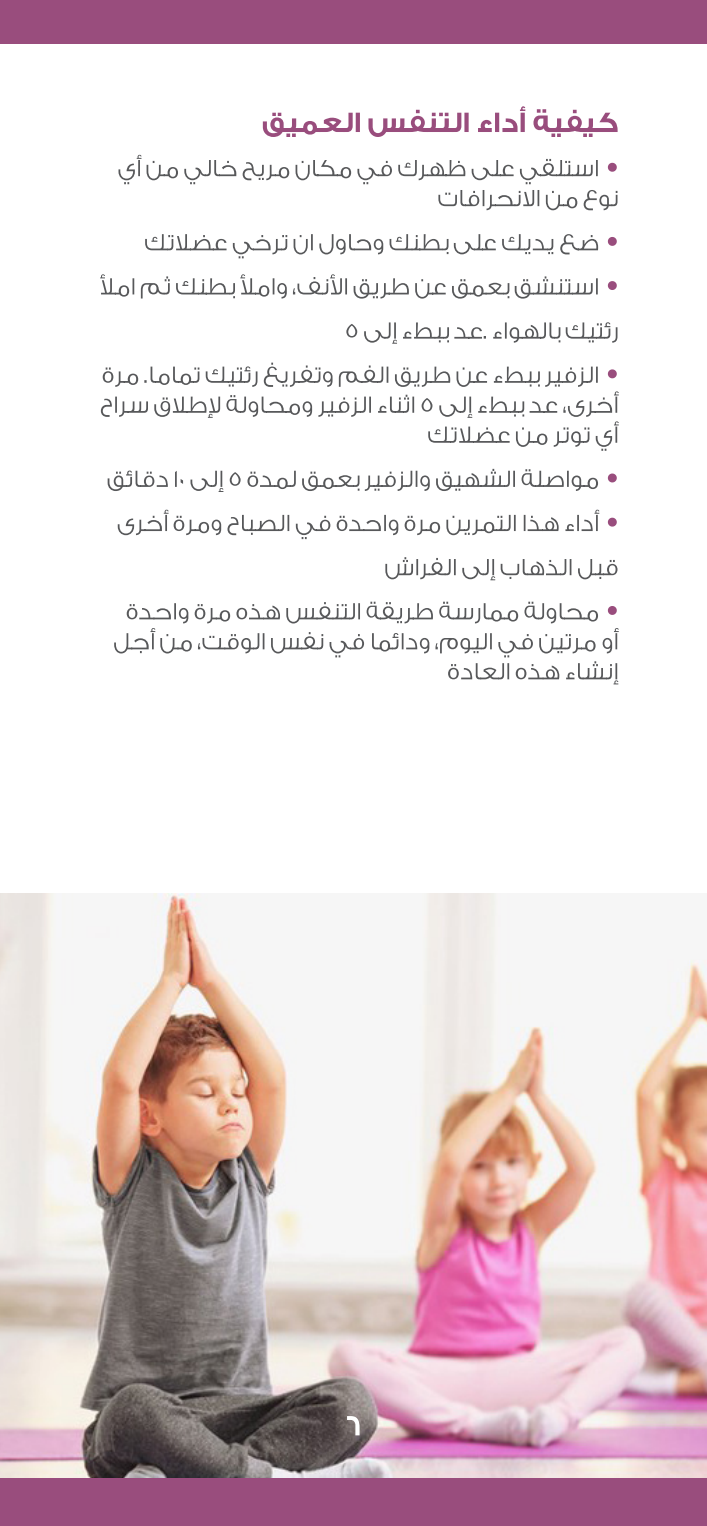 كيفية أداء التنفس العميق
• استلقي على ظهرك في مكان مريح خالي من أي
نوع من الانحرافات
• ضع يديك على بطنك وحاول ان ترخي عضلاتك
• استنشق بعمق عن طريق الأنف، واملأ بطنك ثم املأ
رئتيك بالهواء .عد ببطء إلى ٥
• الزفير ببطء عن طريق الفم وتفريغ رئتيك تماما. مرة
أخرى، عد ببطء إلى ٥ اثناء الزفير ومحاولة لإطلاق سراح
أي توتر من عضلاتك
• مواصلة الشهيق والزفير بعمق لمدة ٥ إلى ١٠ دقائق
• أداء هذا التمرين مرة واحدة في الصباح ومرة أخرى
قبل الذهاب إلى الفراش
• محاولة ممارسة طريقة التنفس هذه مرة واحدة
أو مرتين في اليوم، ودائما في نفس الوقت، من أجل
إنشاء هذه العادة
٦